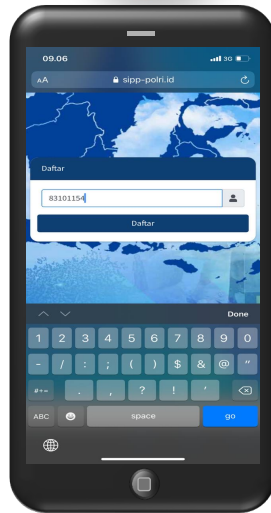 09.06 3G
AA sipp-polri.id
Daftar
83101154
Daftar
Done
1 2 3 4 5 6 7 8 9 0
- / : ; ( ) $ & @ "
#+= . , ? ! '
ABC space go